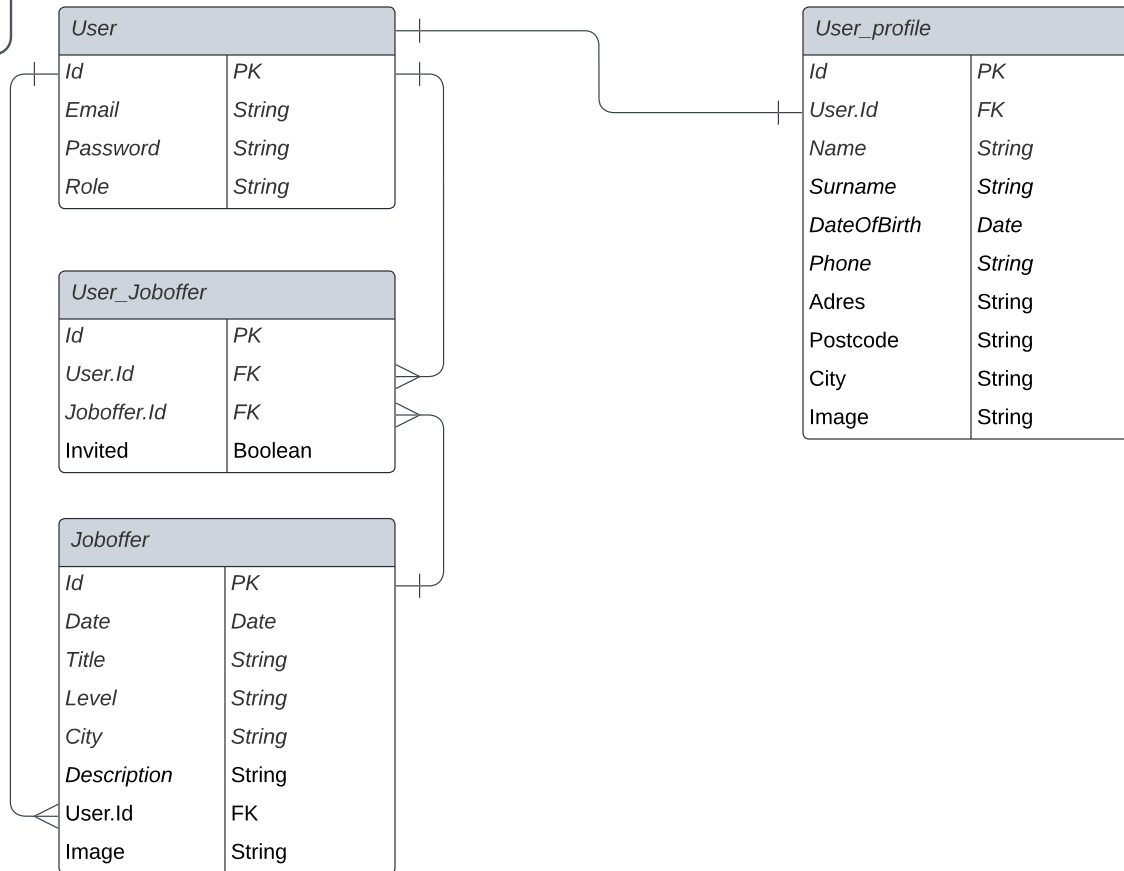 User
Id PK
Email String
Password String
Role String
User_Joboffer
Id PK
User.Id FK
Joboffer.Id FK
Invited Boolean
Joboffer
Id PK
Date Date
Title String
Level String
City String
Description String
User.Id FK
Image String
User_profile
Id PK
User.Id FK
Name String
Surname String
DateOfBirth Date
Phone String
Adres String
Postcode String
City String
Image String